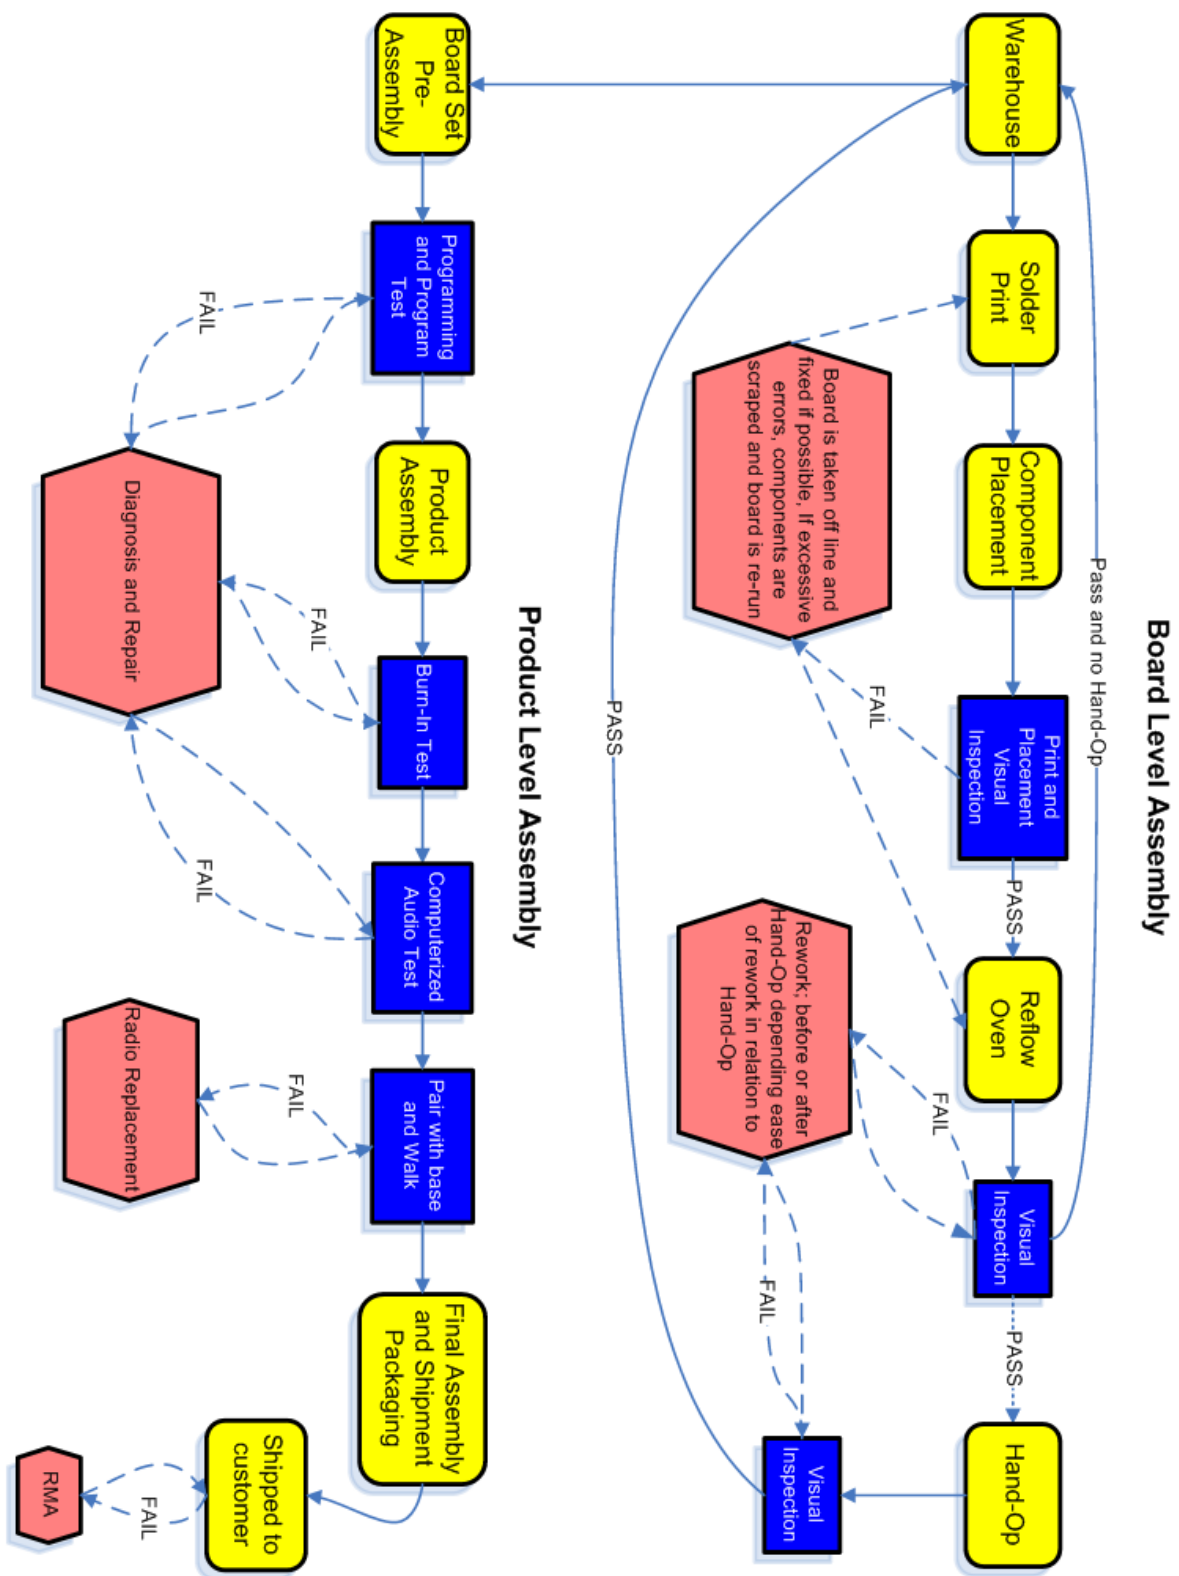 Board Level Assembly
Pass and no Hand-Op
Warehouse
Solder
Print
Component
Placement
Print and
Placement
Visual
Inspection
PASS
Reflow
Oven
Visual
Inspection
PASS
Hand-Op
FAIL
Board is taken off line and
fixed if possible, If excessive
errors, components are
scraped and board is re-run
FAIL
Rework; before or after
Hand-Op depending ease
of rework in relation to
Hand-Op
FAIL
Visual
Inspection
PASS
Product Level Assembly
Board Set
Pre-
Assembly
Programming
and Program
Test
Product
Assembly
Burn-In Test
Computerized
Audio Test
Pair with base
and Walk
Final Assembly
and Shipment
Packaging
FAIL
FAIL
FAIL
FAIL
Diagnosis and Repair
Radio Replacement
Shipped to
customer
FAIL
RMA